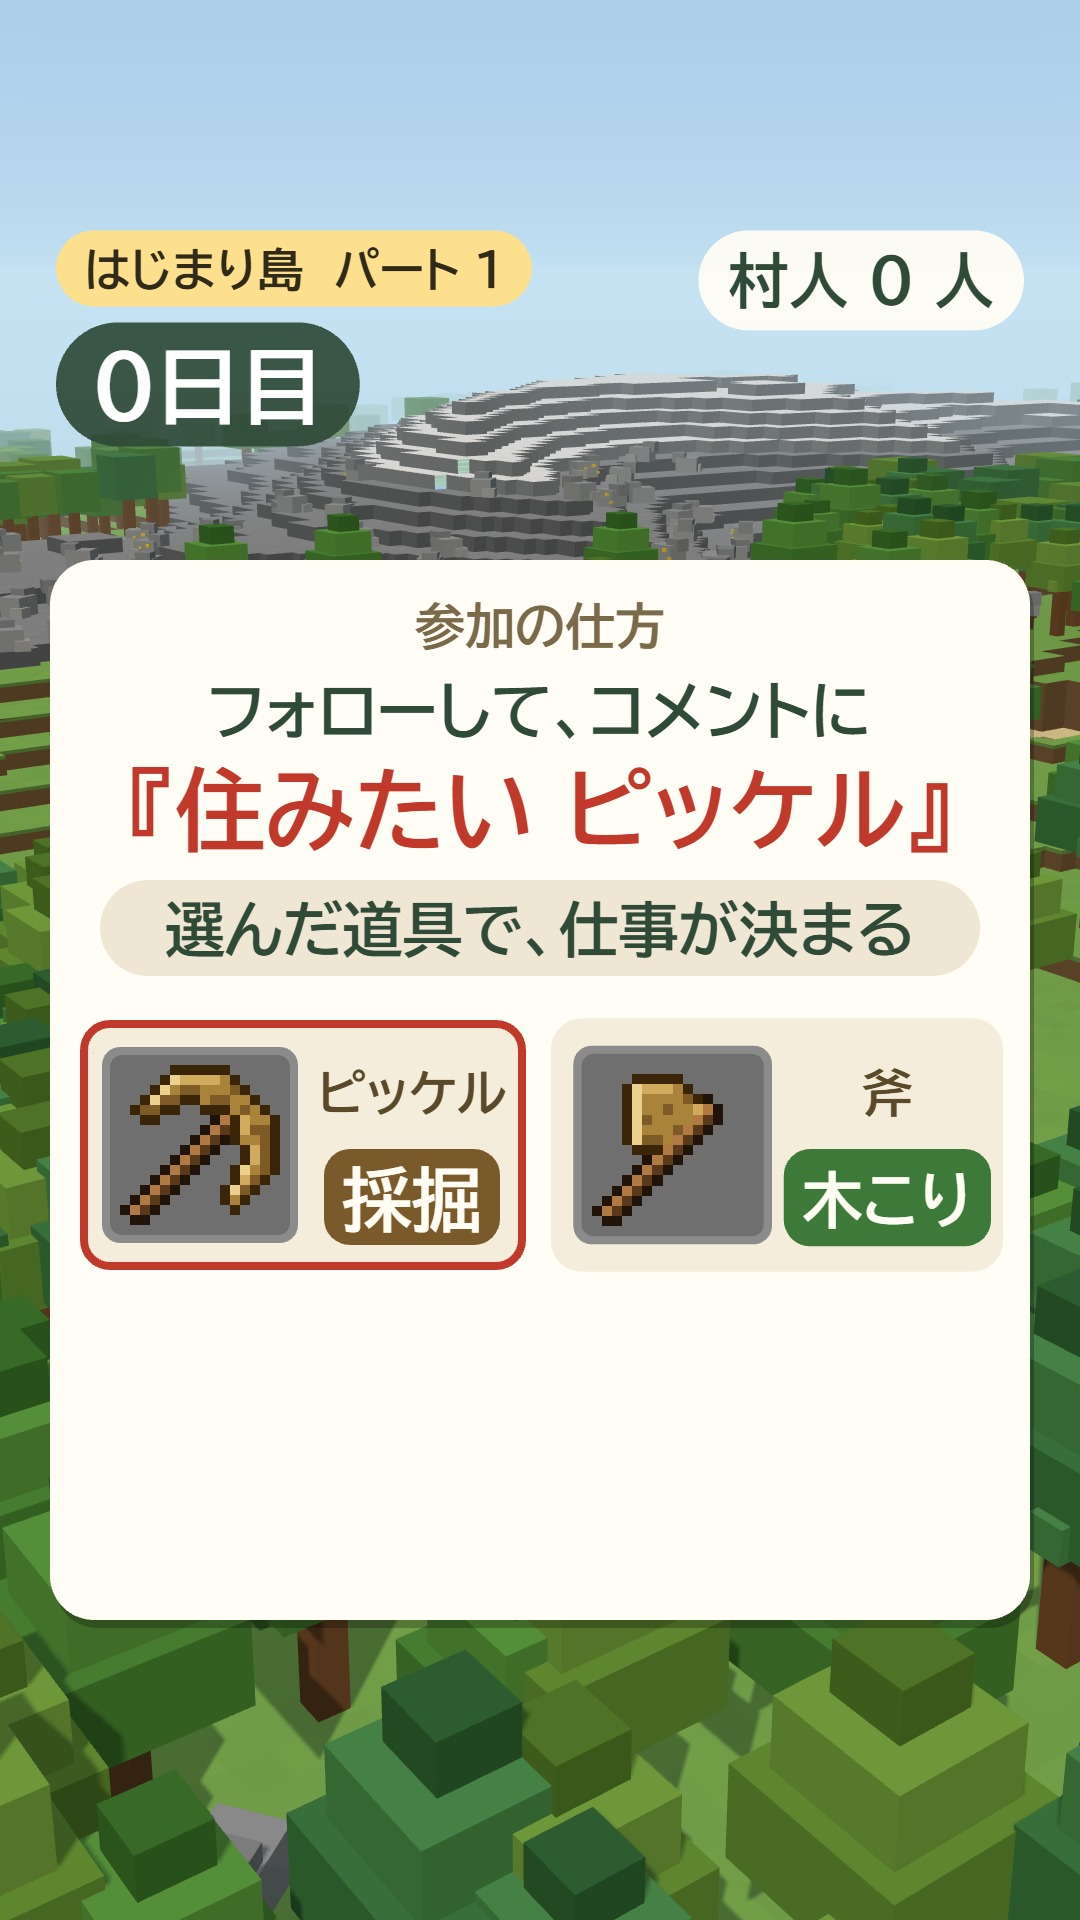 はじまり島 パート 1
村人 0 人
0日目
参加の仕方
フォローして、コメントに
『住みたい ピッケル』
選んだ道具で、仕事が決まる
ピッケル
採掘
斧
木こり